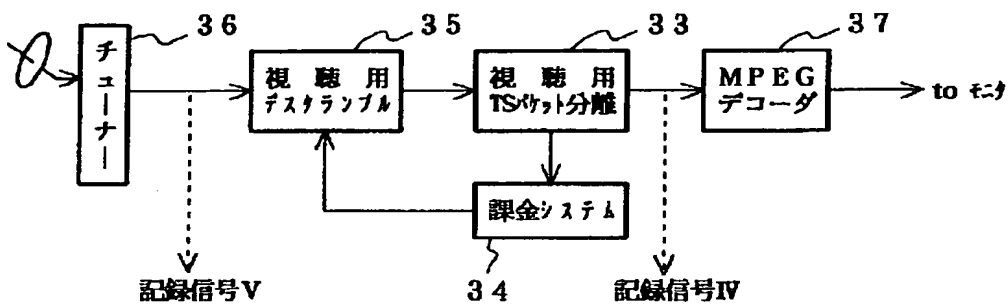 ３６
３５
３３
３７
チューナー
視聴用
デスクランブル
視聴用
TSパケット分離
MPEG
デコーダ
to モニタ
課金システム
３４
記録信号Ⅴ
記録信号Ⅳ